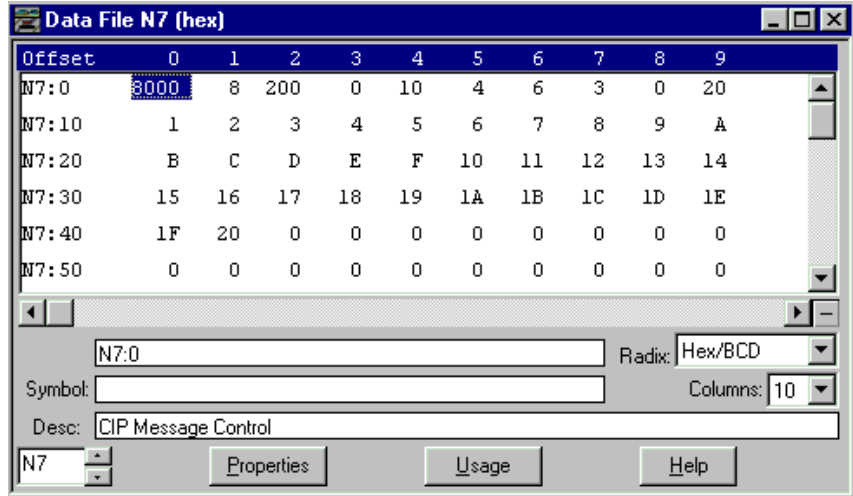 Data File N7 (hex)
Offset 0 1 2 3 4 5 6 7 8 9
N7:0 8000 8 200 0 10 4 6 3 0 20
N7:10 1 2 3 4 5 6 7 8 9 A
N7:20 B C D E F 10 11 12 13 14
N7:30 15 16 17 18 19 1A 1B 1C 1D 1E
N7:40 1F 20 0 0 0 0 0 0 0 0
N7:50 0 0 0 0 0 0 0 0 0 0
N7:0 Radix: Hex/BCD
Symbol: Columns: 10
Desc: CIP Message Control
N7 Properties Usage Help